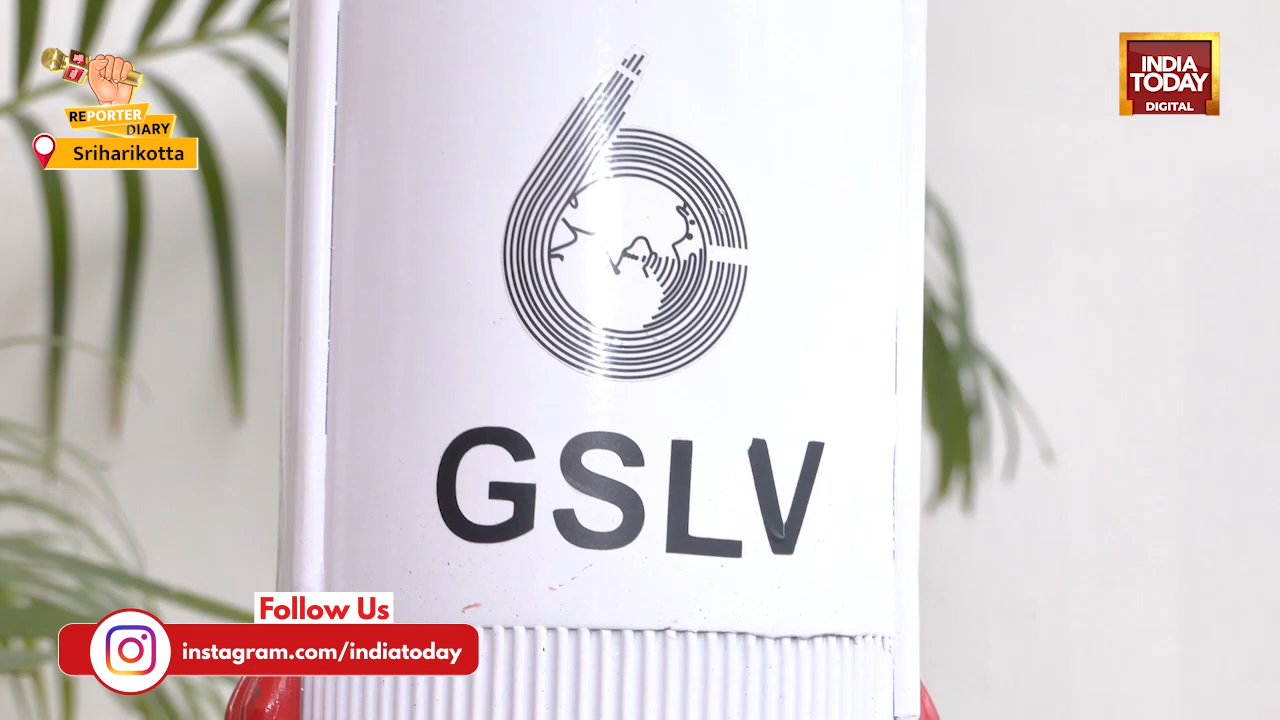 REPORTER
DIARY
Sriharikotta
INDIA
TODAY
DIGITAL
GSLV
Follow Us
instagram.com/indiatoday